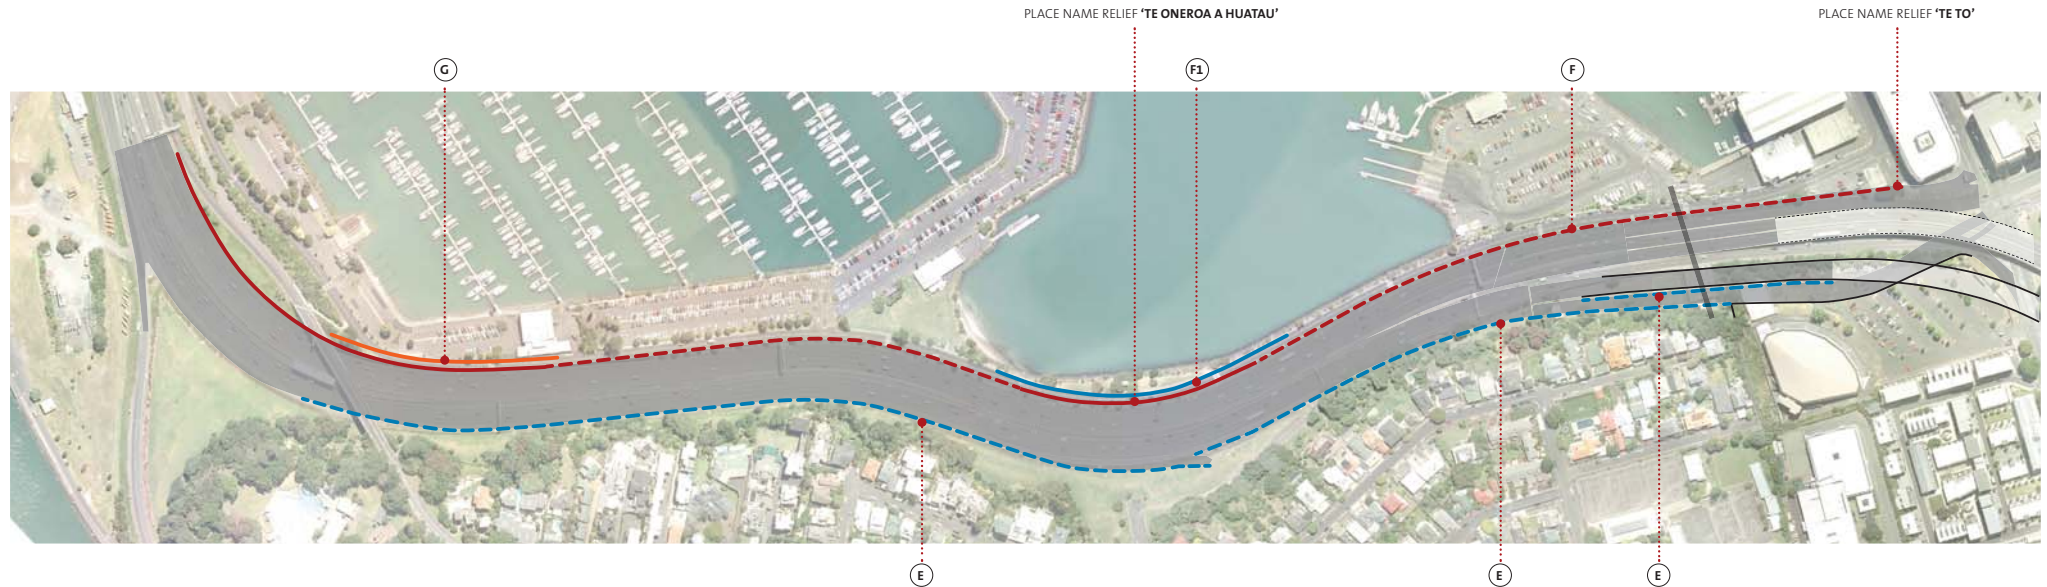 PLACE NAME RELIEF ‘TE ONEROA A HUATAU’
PLACE NAME RELIEF ‘TE TO’
G
F1
F
E
E
E